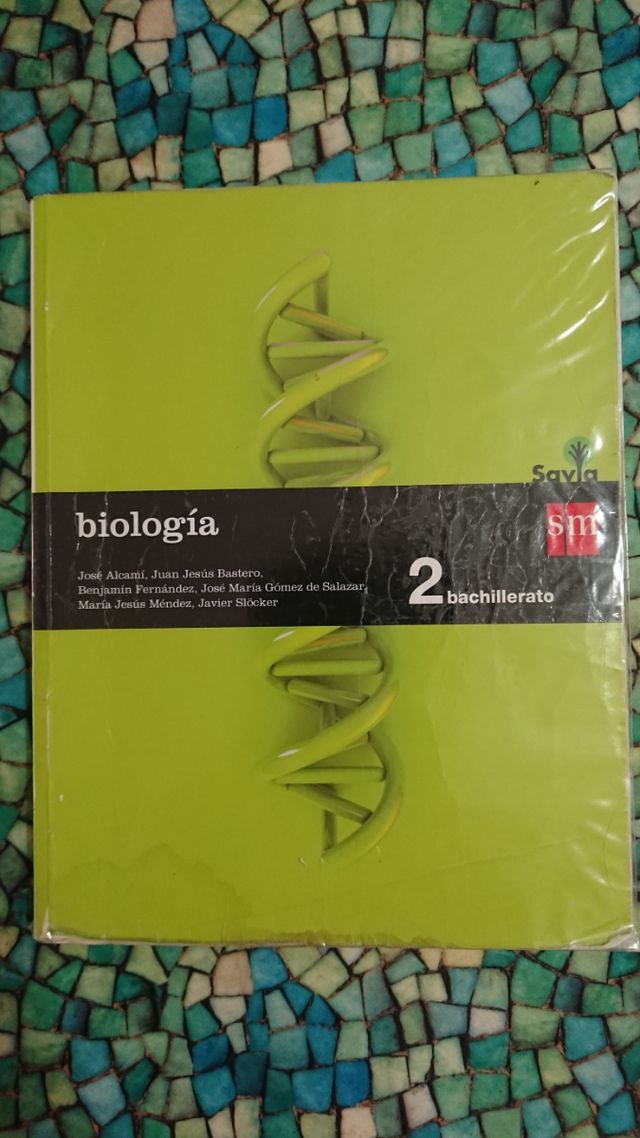 Savia
biología
sm
José Alcamí, Juan Jesús Bastero,
Benjamín Fernández, José María Gómez de Salazar,
María Jesús Méndez, Javier Slöcker
2 bachillerato